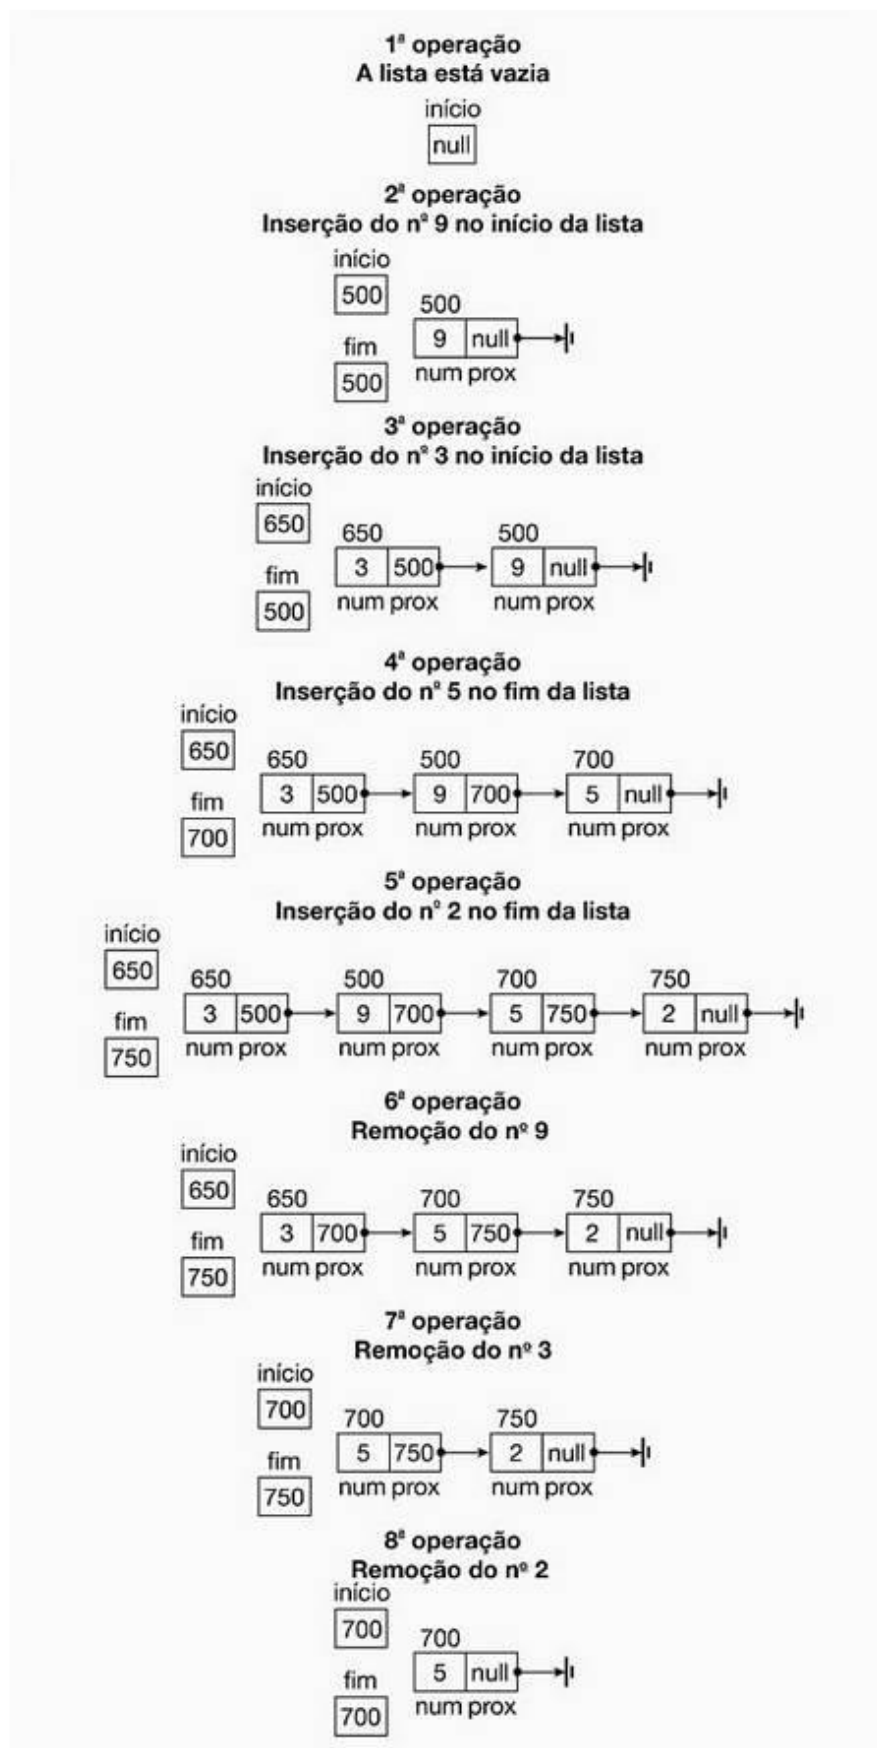 1ª operação
A lista está vazia
início
null
2ª operação
Inserção do nº 9 no início da lista
início
500
500
9 null
fim
num prox
500
3ª operação
Inserção do nº 3 no início da lista
início
650
650 500
3 500 9 null
fim
num prox num prox
500
4ª operação
Inserção do nº 5 no fim da lista
início
650
650 500 700
3 500 9 700 5 null
fim
num prox num prox num prox
700
5ª operação
Inserção do nº 2 no fim da lista
início
650
650 500 700 750
3 500 9 700 5 750 2 null
fim
num prox num prox num prox num prox
750
6ª operação
Remoção do nº 9
início
650
650 700 750
3 700 5 750 2 null
fim
num prox num prox num prox
750
7ª operação
Remoção do nº 3
início
700
700 750
5 750 2 null
fim
num prox num prox
750
8ª operação
Remoção do nº 2
início
700
700
5 null
fim
num prox
700